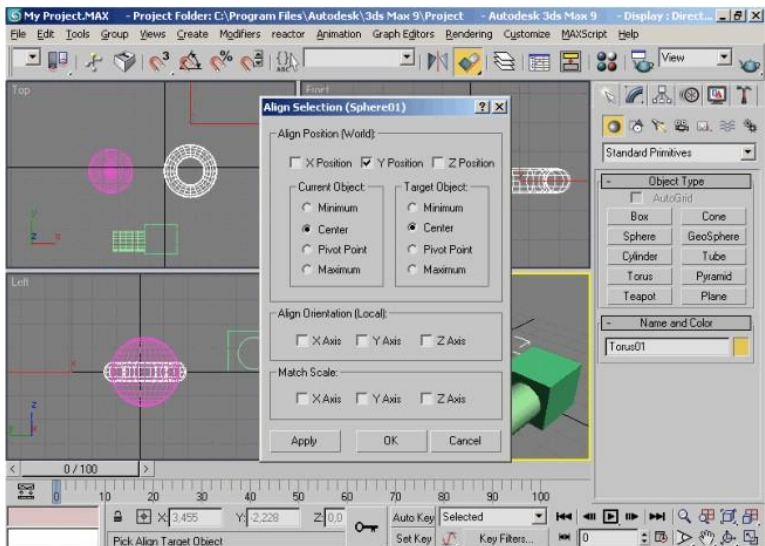 My Project.MAX - Project Folder: C:\Program Files\Autodesk\3ds Max 9\Project - Autodesk 3ds Max 9 - Display : Direct...
File Edit Tools Group Views Create Modifiers reactor Animation Graph Editors Rendering Customize MAXScript Help
View
Top
Front
Align Selection (Sphere01)
Align Position (World):
X Position Y Position Z Position
Current Object: Target Object:
Minimum Minimum
Center Center
Pivot Point Pivot Point
Maximum Maximum
Align Orientation (Local):
X Axis Y Axis Z Axis
Match Scale:
X Axis Y Axis Z Axis
Apply OK Cancel
Left
Standard Primitives
- Object Type
AutoGrid
Box Cone
Sphere GeoSphere
Cylinder Tube
Torus Pyramid
Teapot Plane
- Name and Color
Torus01
< 0 / 100 >
0 10 20 30 40 50 60 70 80 90 100
X: 3,455 Y: -2,228 Z: 0,0
Auto Key Selected
Pick Align Target Object
Set Key Key Filters... 0